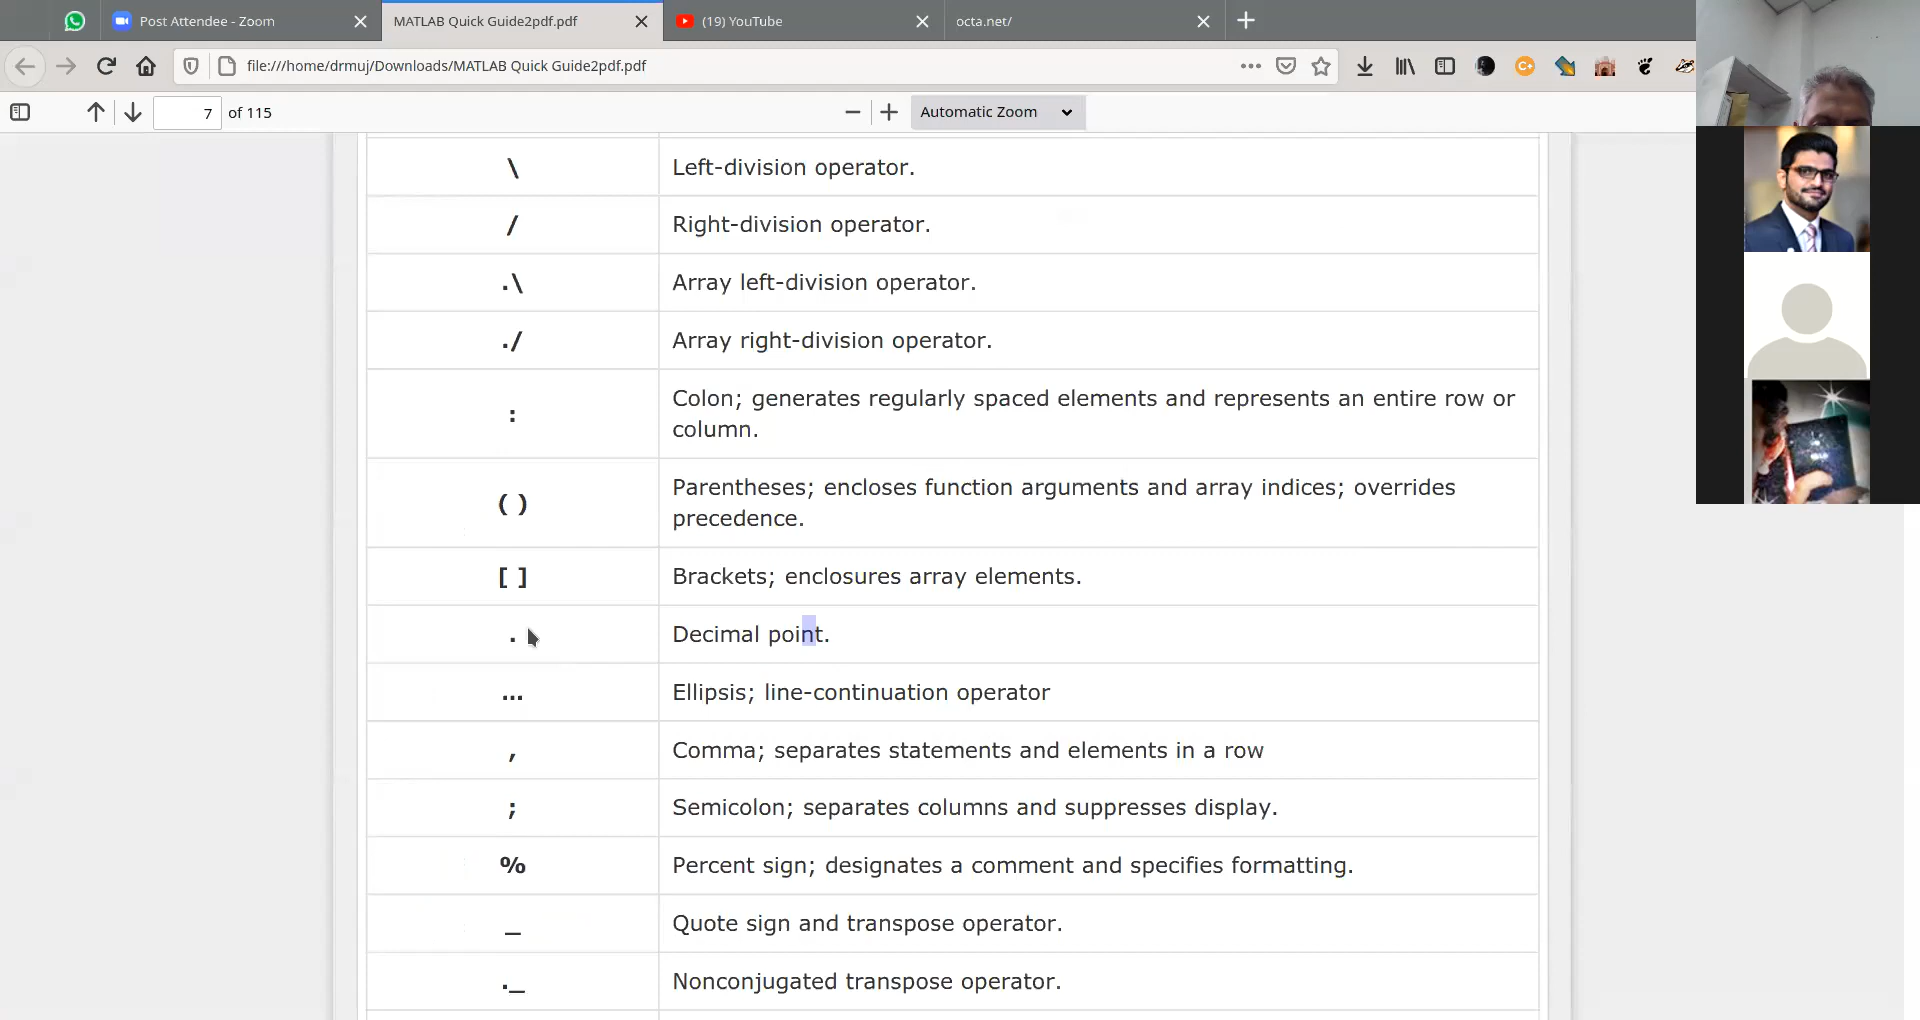 Post Attendee - Zoom
MATLAB Quick Guide2pdf.pdf
(19) YouTube
octa.net/
file:///home/drmuj/Downloads/MATLAB Quick Guide2pdf.pdf
7 of 115
Automatic Zoom
\ Left-division operator.
/ Right-division operator.
.\ Array left-division operator.
./ Array right-division operator.
: Colon; generates regularly spaced elements and represents an entire row or
column.
( ) Parentheses; encloses function arguments and array indices; overrides
precedence.
[ ] Brackets; enclosures array elements.
. Decimal point.
... Ellipsis; line-continuation operator
, Comma; separates statements and elements in a row
; Semicolon; separates columns and suppresses display.
% Percent sign; designates a comment and specifies formatting.
_ Quote sign and transpose operator.
._ Nonconjugated transpose operator.